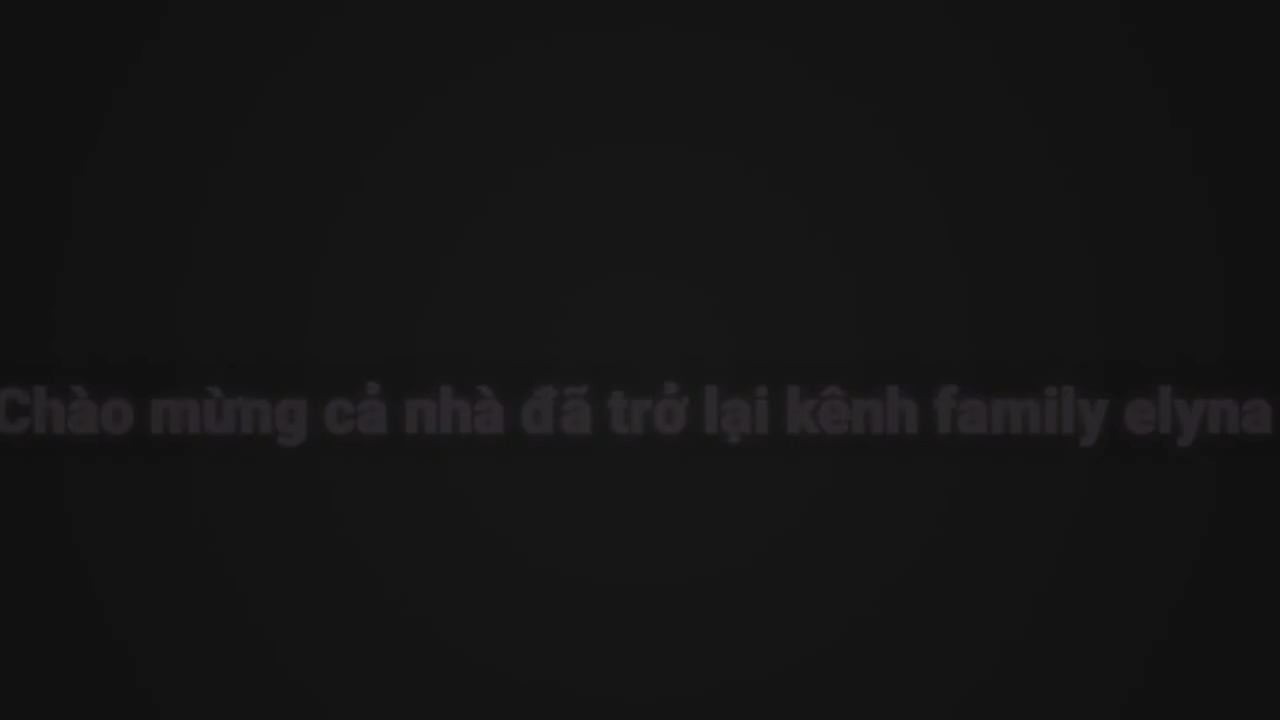 Chào mừng cả nhà đã trở lại kênh family elyna